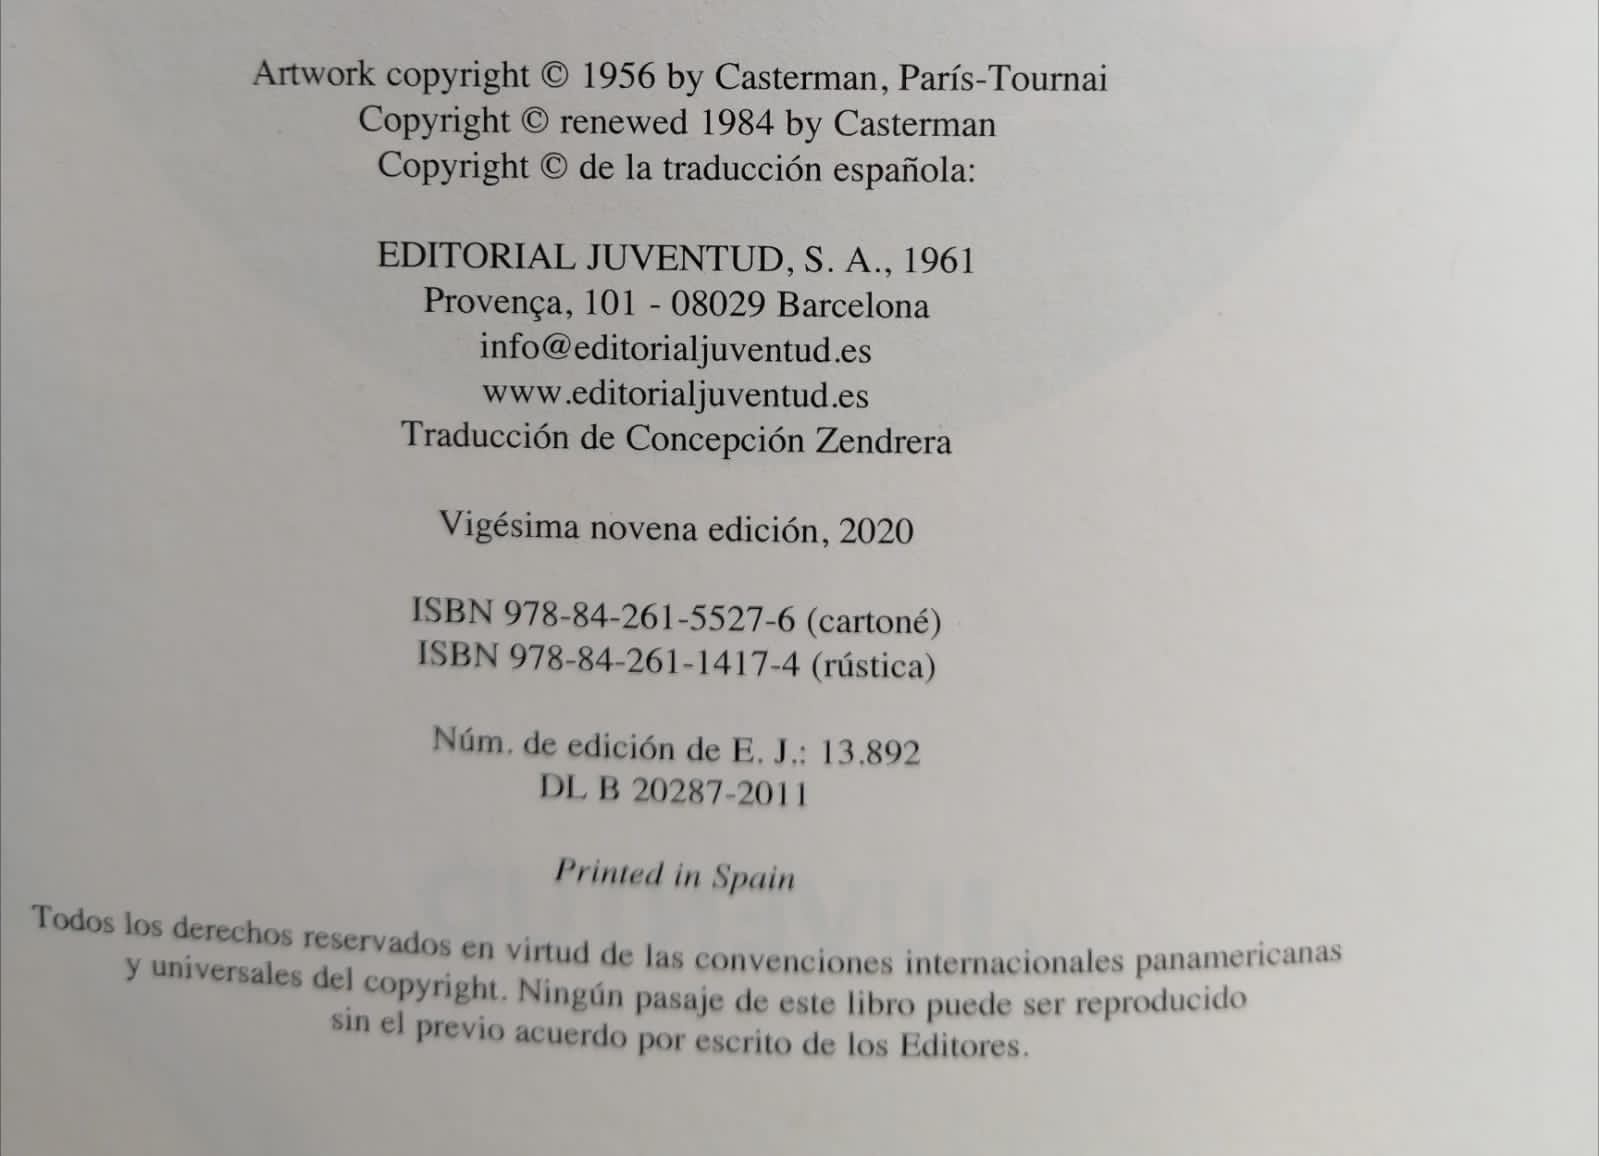 Artwork copyright © 1956 by Casterman, París-Tournai
Copyright © renewed 1984 by Casterman
Copyright © de la traducción española:
EDITORIAL JUVENTUD, S. A., 1961
Provença, 101 - 08029 Barcelona
info@editorialjuventud.es
www.editorialjuventud.es
Traducción de Concepción Zendrera
Vigésima novena edición, 2020
ISBN 978-84-261-5527-6 (cartoné)
ISBN 978-84-261-1417-4 (rústica)
Núm. de edición de E. J.: 13.892
DL B 20287-2011
Printed in Spain
Todos los derechos reservados en virtud de las convenciones internacionales panamericanas
y universales del copyright. Ningún pasaje de este libro puede ser reproducido
sin el previo acuerdo por escrito de los Editores.